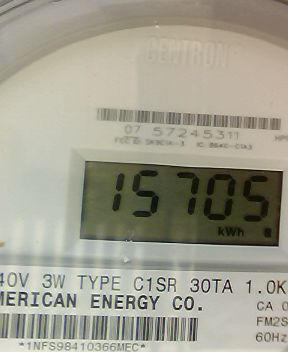 CENTRON
07 57245311
15705
kWh
40V 3W TYPE C1SR 30TA 1.0K
MERICAN ENERGY CO.
CA 0
FM2S
60Hz
*1NFS98410366MEC*